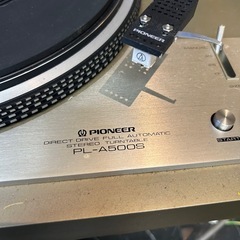 PIONEER
PIONEER
DIRECT DRIVE FULL AUTOMATIC
STEREO TURNTABLE
PL-A500S
START